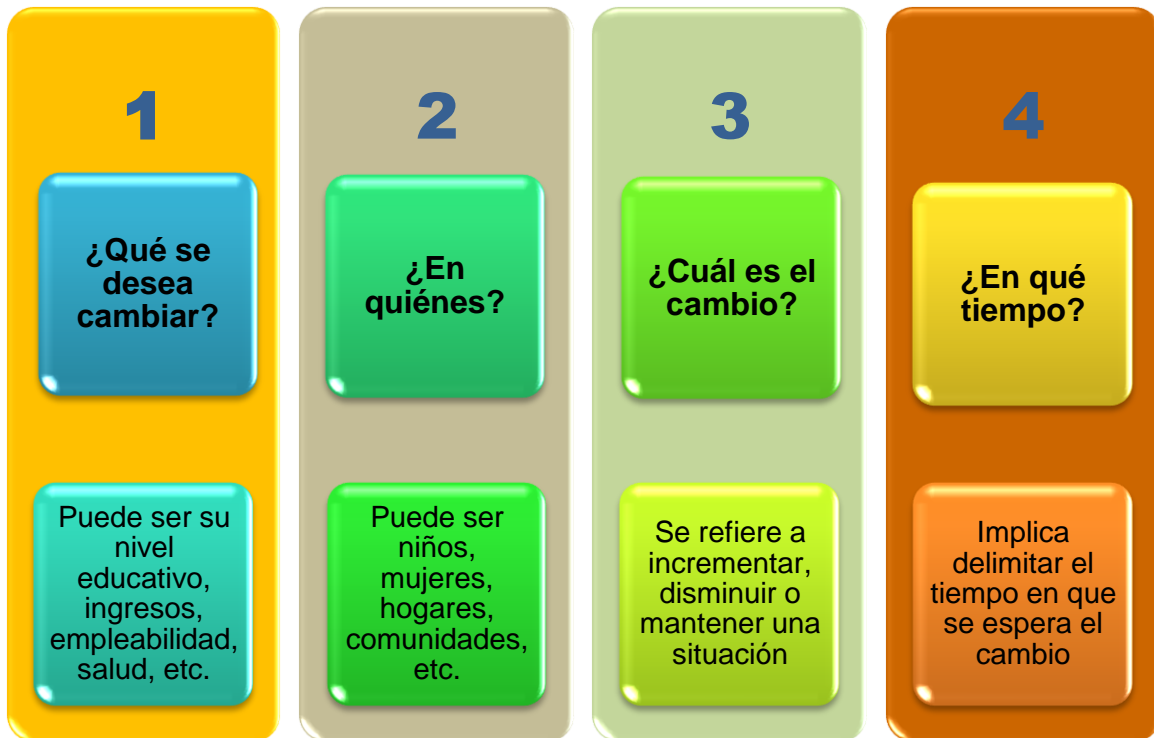 1
¿Qué se
desea
cambiar?
Puede ser su
nivel
educativo,
ingresos,
empleabilidad,
salud, etc.
2
¿En
quiénes?
Puede ser
niños,
mujeres,
hogares,
comunidades,
etc.
3
¿Cuál es el
cambio?
Se refiere a
incrementar,
disminuir o
mantener una
situación
4
¿En qué
tiempo?
Implica
delimitar el
tiempo en que
se espera el
cambio